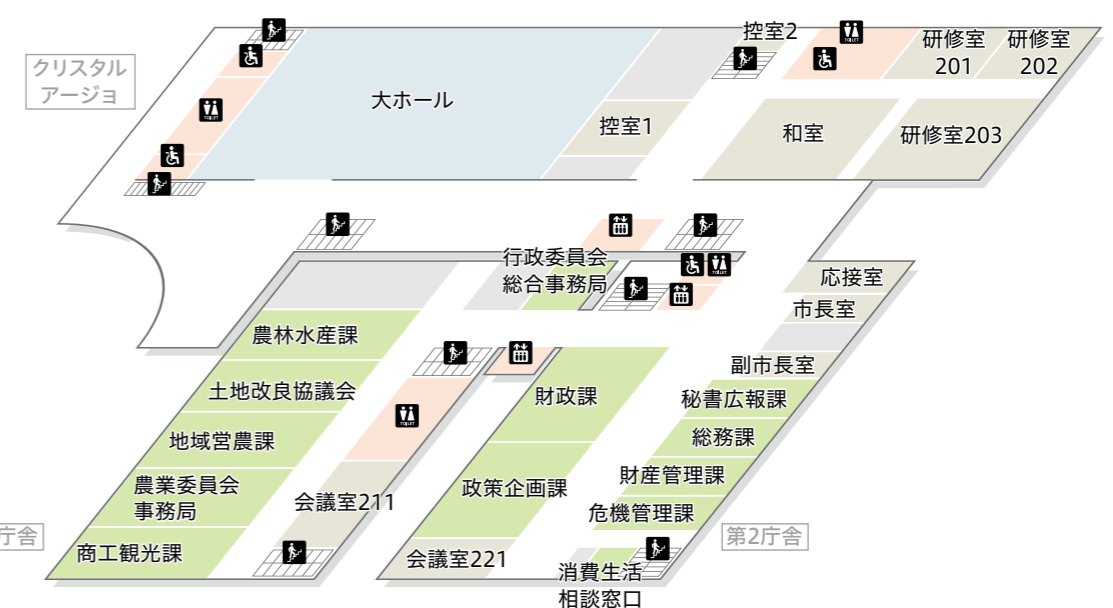 クリスタル
アージョ
大ホール
控室1
控室2
研修室
201
研修室
202
和室
研修室203
行政委員会
総合事務局
応接室
市長室
副市長室
秘書広報課
総務課
財産管理課
危機管理課
農林水産課
土地改良協議会
地域営農課
農業委員会
事務局
商工観光課
会議室211
財政課
政策企画課
会議室221
消費生活
相談窓口
庁舎
第2庁舎